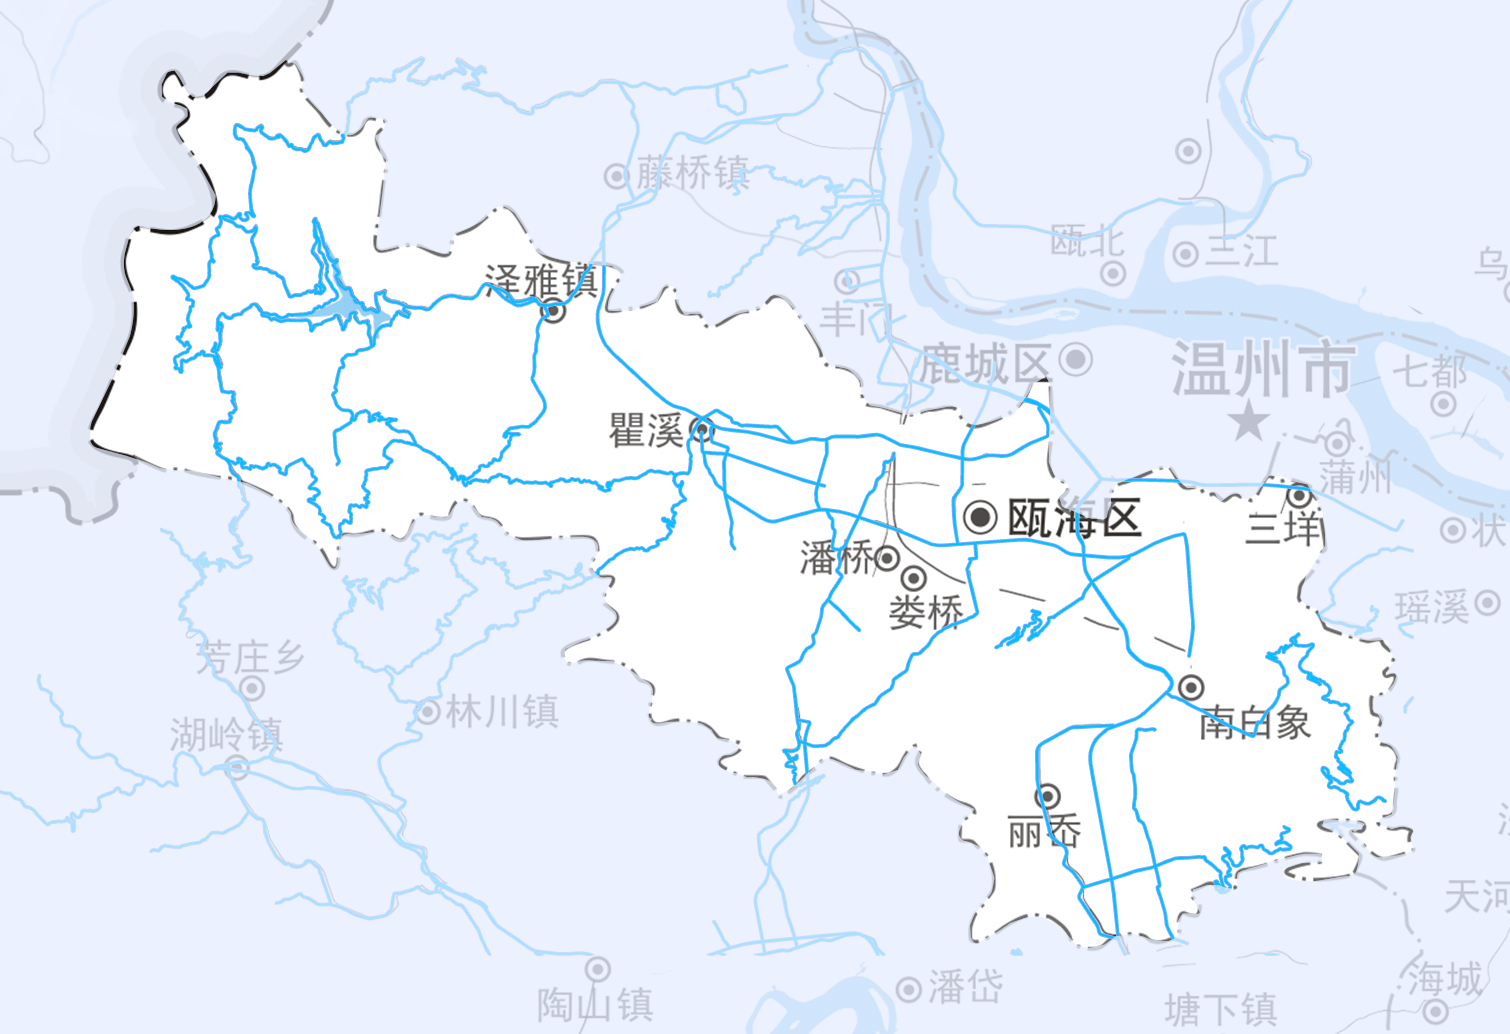 藤桥镇
瓯北
三江
乌
泽雅镇
丰门
鹿城区
温州市
七都
瞿溪
蒲州
瓯海区
三垟
状
潘桥
娄桥
瑶溪
芳庄乡
林川镇
湖岭镇
南白象
丽岙
天河
潘岱
海城
陶山镇
塘下镇